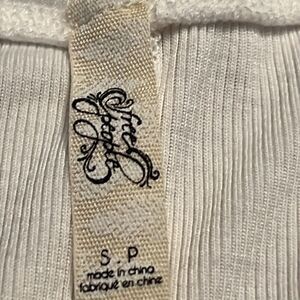 free
people
S . P
made in china
fabriqué en chine